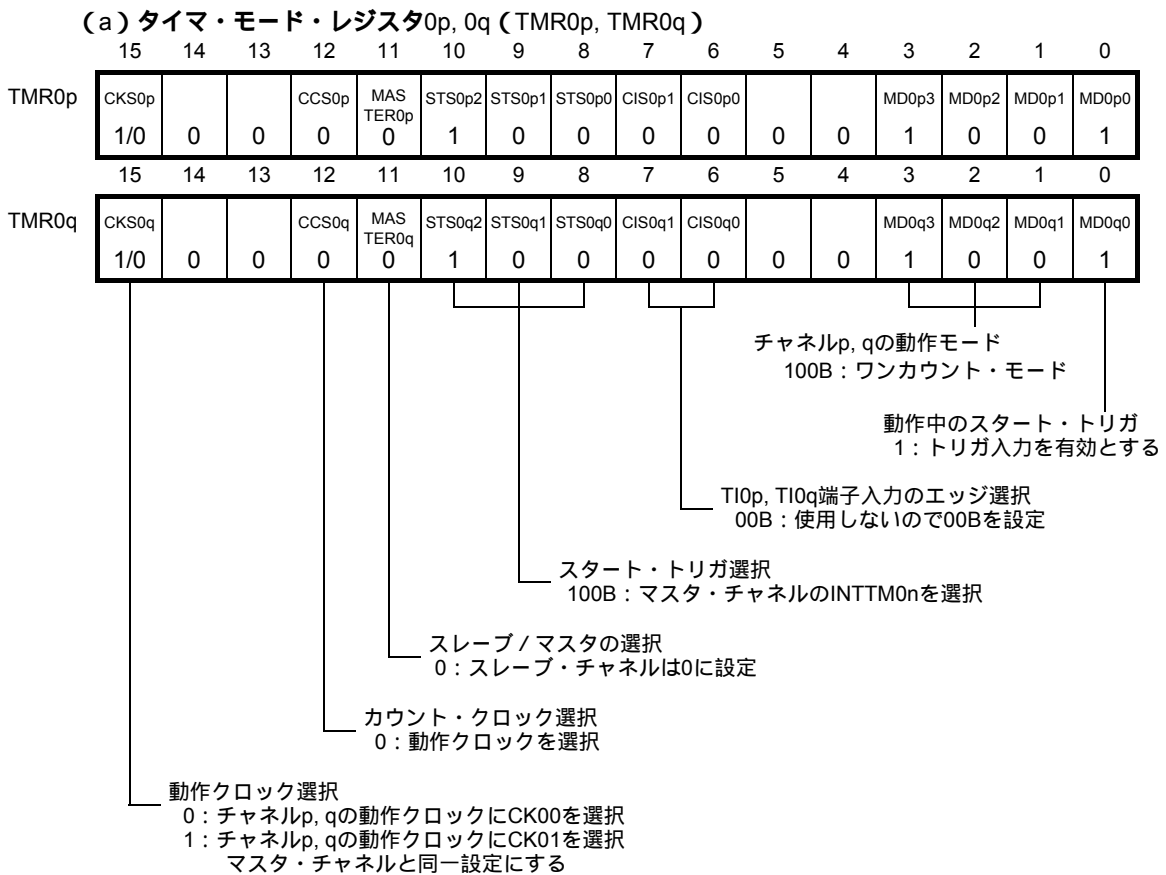 （a）タイマ・モード・レジスタ0p, 0q（TMR0p, TMR0q）
15 14 13 12 11 10 9 8 7 6 5 4 3 2 1 0
TMR0p CKS0p CCS0p MAS TER0p STS0p2 STS0p1 STS0p0 CIS0p1 CIS0p0 MD0p3 MD0p2 MD0p1 MD0p0
1/0 0 0 0 0 1 0 0 0 0 0 0 1 0 0 1
15 14 13 12 11 10 9 8 7 6 5 4 3 2 1 0
TMR0q CKS0q CCS0q MAS TER0q STS0q2 STS0q1 STS0q0 CIS0q1 CIS0q0 MD0q3 MD0q2 MD0q1 MD0q0
1/0 0 0 0 0 1 0 0 0 0 0 0 1 0 0 1
チャネルp, qの動作モード
100B：ワンカウント・モード
動作中のスタート・トリガ
1：トリガ入力を有効とする
TI0p, TI0q端子入力のエッジ選択
00B：使用しないので00Bを設定
スタート・トリガ選択
100B：マスタ・チャネルのINTTM0nを選択
スレーブ／マスタの選択
0：スレーブ・チャネルは0に設定
カウント・クロック選択
0：動作クロックを選択
動作クロック選択
0：チャネルp, qの動作クロックにCK00を選択
1：チャネルp, qの動作クロックにCK01を選択
マスタ・チャネルと同一設定にする